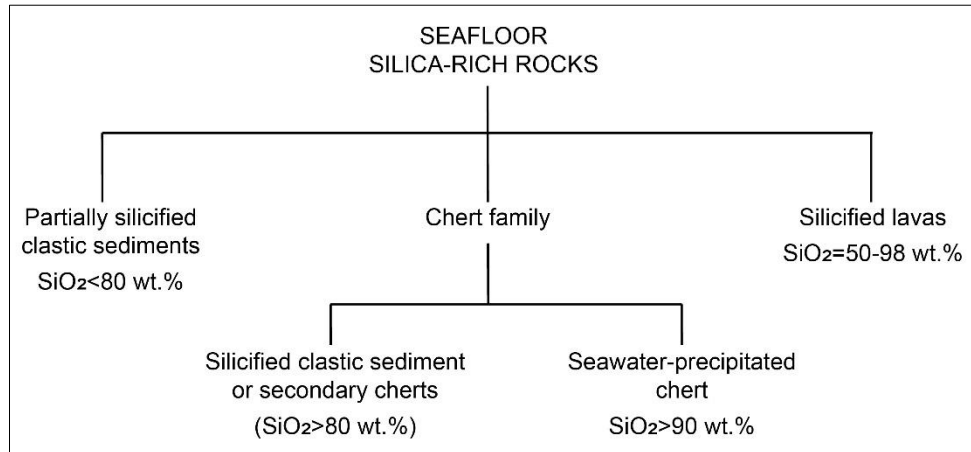 SEAFLOOR
SILICA-RICH ROCKS
Partially silicified
clastic sediments
SiO₂<80 wt.%
Chert family
Silicified lavas
SiO₂=50-98 wt.%
Silicified clastic sediment
or secondary cherts
(SiO₂>80 wt.%)
Seawater-precipitated
chert
SiO₂>90 wt.%